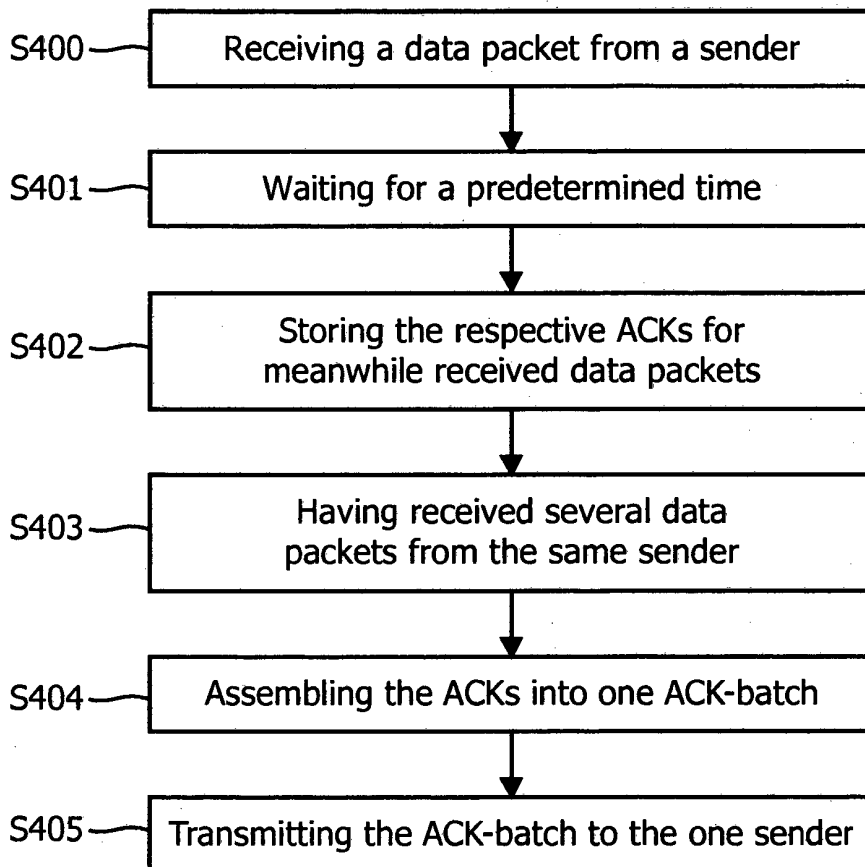 S400 Receiving a data packet from a sender
S401 Waiting for a predetermined time
S402 Storing the respective ACKs for
meanwhile received data packets
S403 Having received several data
packets from the same sender
S404 Assembling the ACKs into one ACK-batch
S405 Transmitting the ACK-batch to the one sender